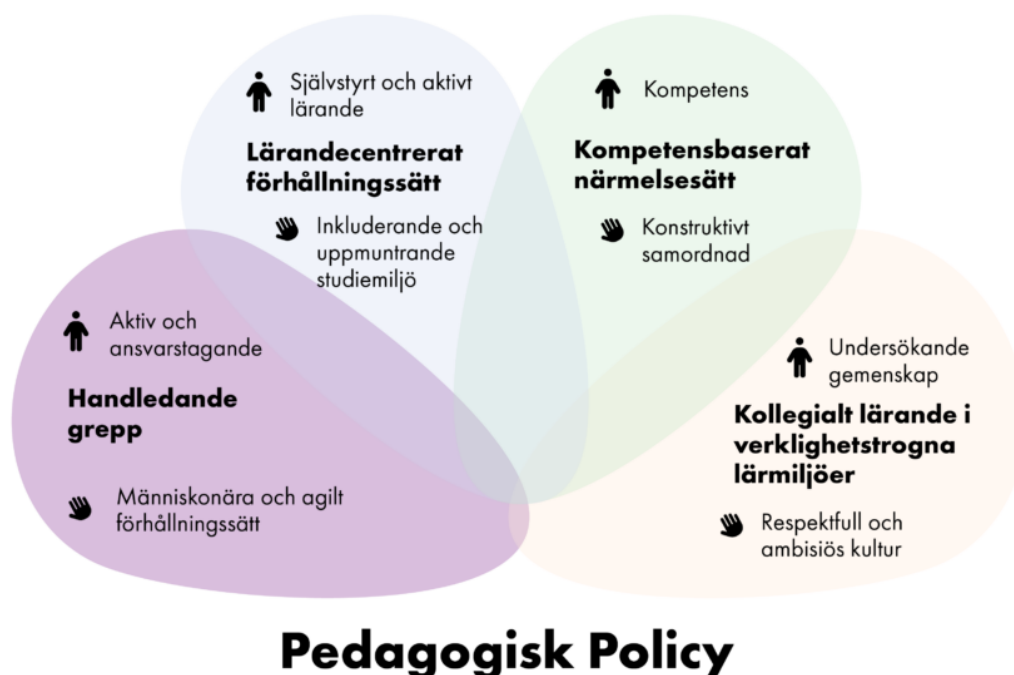 Självstyrt och aktivt
lärande
Lärandecentrerat
förhållningssätt
Inkluderande och
uppmuntrande
studiemiljö
Kompetens
Kompetensbaserat
närmelsesätt
Konstruktivt
samordnad
Aktiv och
ansvarstagande
Handledande
grepp
Människonära och agilt
förhållningssätt
Undersökande
gemenskap
Kollegialt lärande i
verklighetstrogna
lärmiljöer
Respektfull och
ambisiös kultur
Pedagogisk Policy